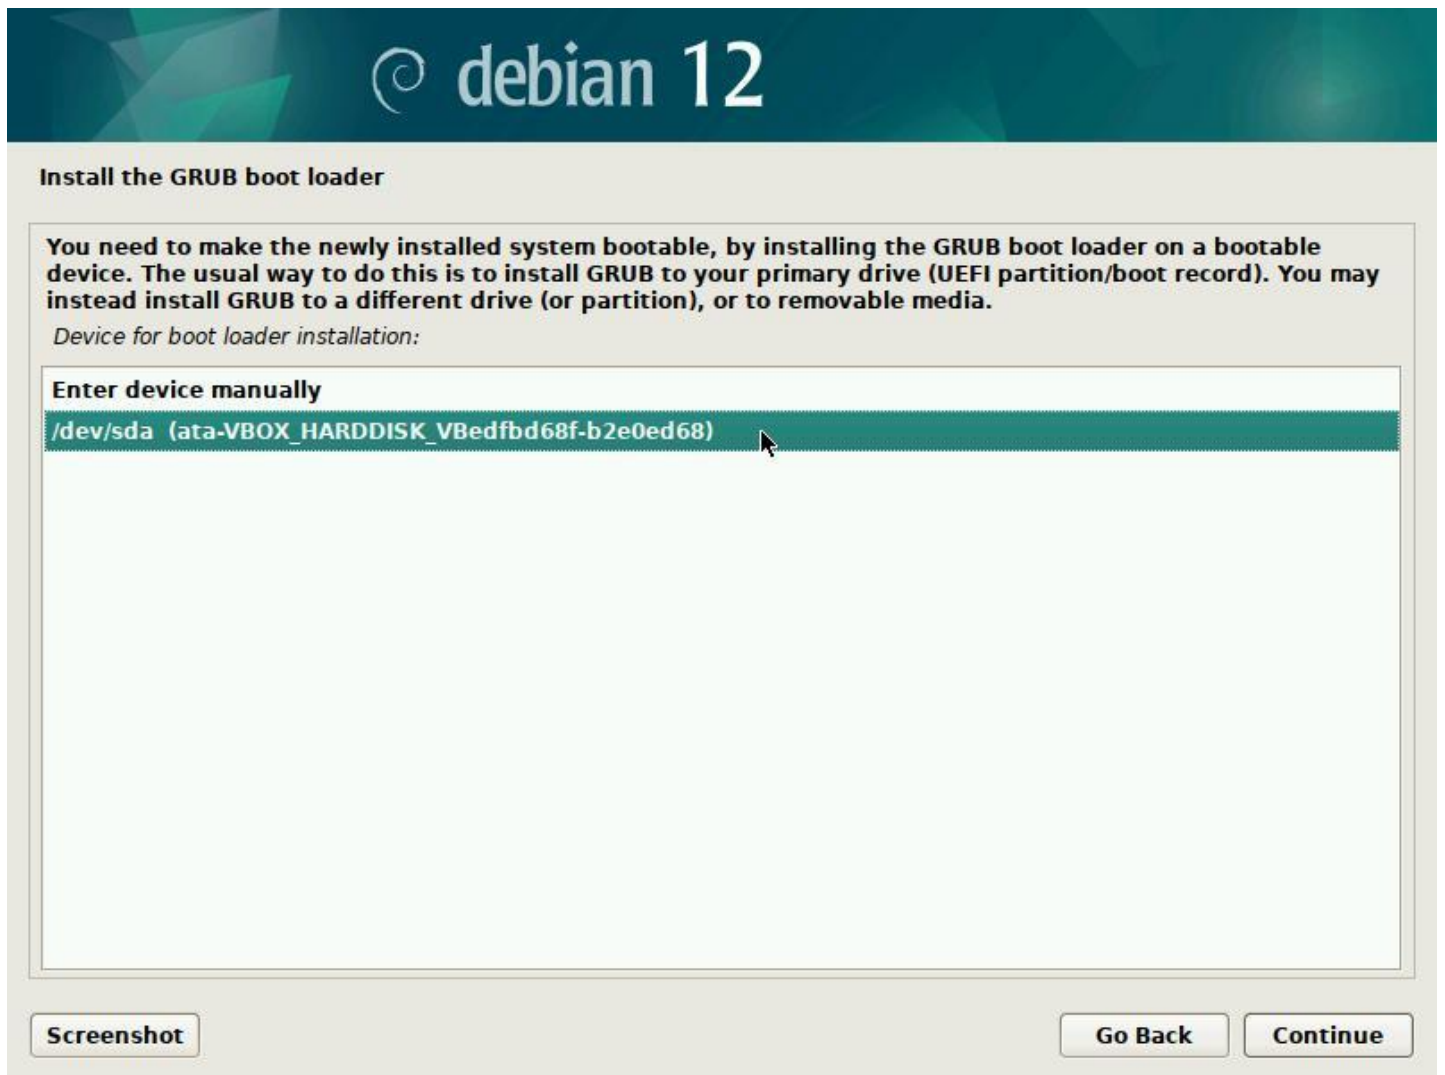 debian 12
Install the GRUB boot loader
You need to make the newly installed system bootable, by installing the GRUB boot loader on a bootable
device. The usual way to do this is to install GRUB to your primary drive (UEFI partition/boot record). You may
instead install GRUB to a different drive (or partition), or to removable media.
Device for boot loader installation:
Enter device manually
/dev/sda (ata-VBOX_HARDDISK_VBedfbd68f-b2e0ed68)
Screenshot
Go Back
Continue